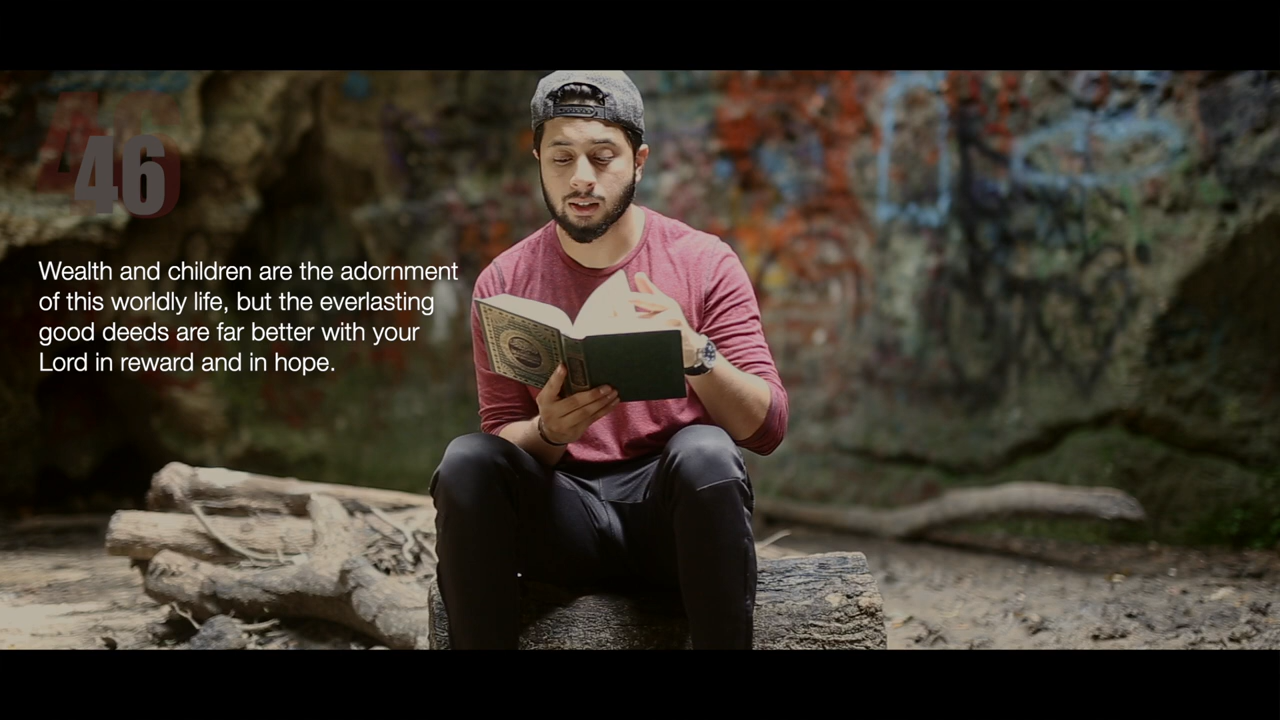 46
Wealth and children are the adornment
of this worldly life, but the everlasting
good deeds are far better with your
Lord in reward and in hope.